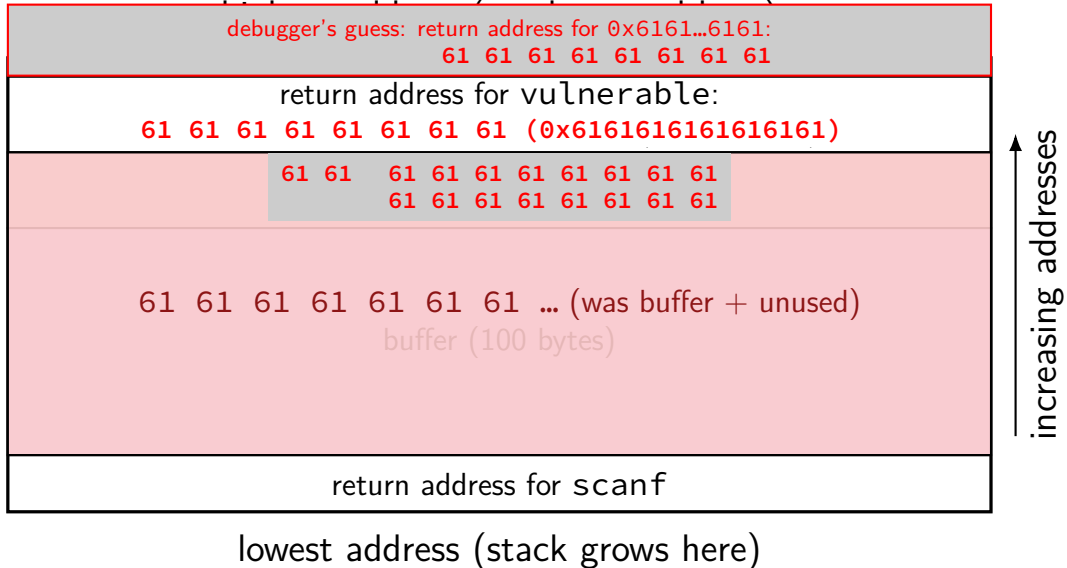 debugger's guess: return address for 0x6161…6161:
61 61 61 61 61 61 61 61
return address for vulnerable:
61 61 61 61 61 61 61 61 (0x6161616161616161)
61 61 61 61 61 61 61 61 61 61
61 61 61 61 61 61 61 61
61 61 61 61 61 61 61 … (was buffer + unused)
buffer (100 bytes)
return address for scanf
lowest address (stack grows here)
increasing addresses